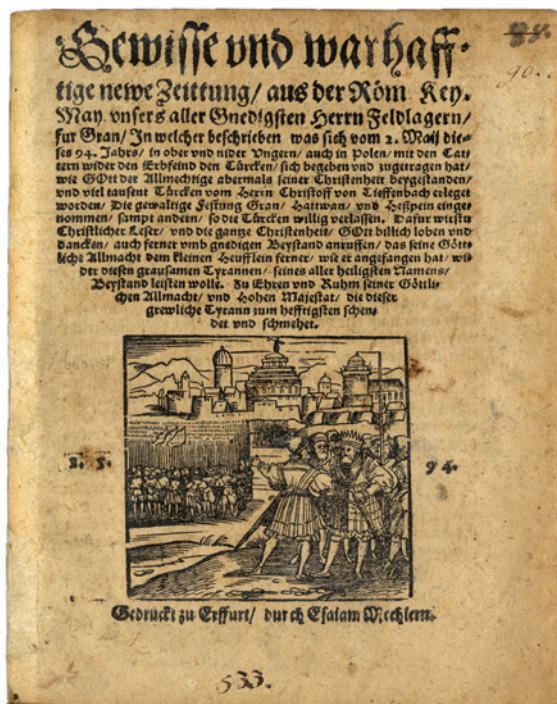 Gewisse vnd warhaff-
tige newe Zeittung/ aus der Röm Key.
May vnsers aller Gnedigsten Herrn Feldlagern/
fur Gran/ In welcher beschrieben was sich vom 2. Maij die-
ses 94. Jahrs/ in ober vnd nider Vngern/ auch in Polen/ mit den Tat-
tern wider den Erbfeind den Türcken/ sich begeben vnd zugetragen hat/
wie GOtt der Allmechtige abermals seiner Christenheit beygestanden/
vnd viel tausent Türcken vom Herrn Christoff von Tieffenbach erleget
worden/ Die gewaltige Festung Gran/ Hattwan/ vnd Heßpein einge-
nommen/ sampt andern/ so die Türcken willig verlassen. Dafur wirstu
Christlicher Leser/ vnd die gantze Christenheit/ GOtt billich loben vnd
dancken/ auch ferner vmb gnedigen Beystand anruffen/ das seine Gött-
liche Allmacht dem kleinen Heufflein ferner/ wie er angefangen hat/ wi-
der diesen grausamen Tyrannen/ seines aller heiligsten Namens/
Beystand leisten wolle. Zu Ehren vnd Ruhm seiner Göttli-
chen Allmacht/ vnd Hohen Majestat/ die dieser
grewliche Tyrann zum hefftigsten schen-
det vnd schmehet.
90.
2. 5. 94.
Gedruckt zu Erffurt/ durch Esaiam Mechlern.
533.